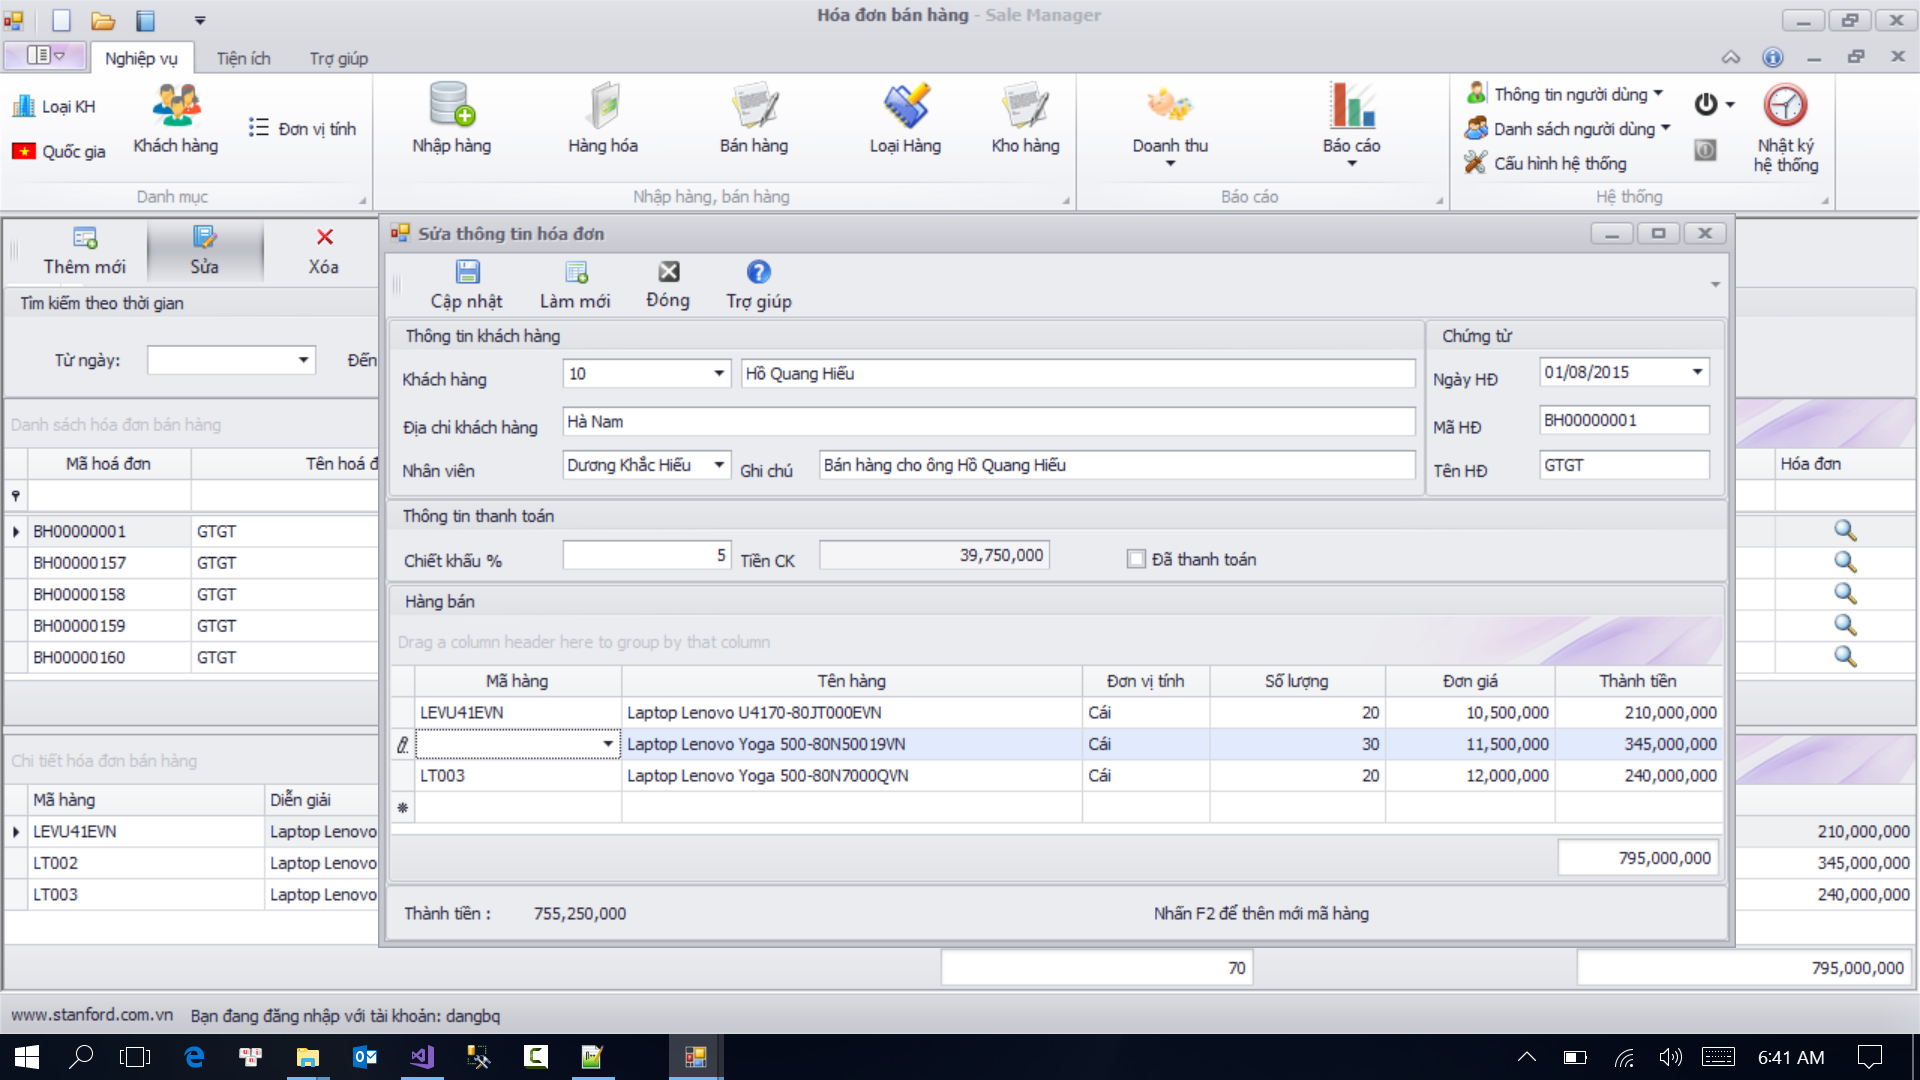 Hóa đơn bán hàng - Sale Manager
Nghiệp vụ Tiện ích Trợ giúp
Loại KH
Quốc gia
Khách hàng
Đơn vị tính
Danh mục
Nhập hàng
Hàng hóa
Bán hàng
Loại Hàng
Kho hàng
Nhập hàng, bán hàng
Doanh thu
Báo cáo
Báo cáo
Thông tin người dùng
Danh sách người dùng
Cấu hình hệ thống
Nhật ký
hệ thống
Hệ thống
Thêm mới Sửa Xóa
Tìm kiếm theo thời gian
Từ ngày: Đến
Danh sách hóa đơn bán hàng
Mã hoá đơn Tên hoá đ Hóa đơn
BH00000001 GTGT
BH00000157 GTGT
BH00000158 GTGT
BH00000159 GTGT
BH00000160 GTGT
Chi tiết hóa đơn bán hàng
Mã hàng Diễn giải
LEVU41EVN Laptop Lenovo 210,000,000
LT002 Laptop Lenovo 345,000,000
LT003 Laptop Lenovo 240,000,000
70 795,000,000
Sửa thông tin hóa đơn
Cập nhật Làm mới Đóng Trợ giúp
Thông tin khách hàng
Khách hàng 10 Hồ Quang Hiếu
Địa chỉ khách hàng Hà Nam
Nhân viên Dương Khắc Hiếu Ghi chú Bán hàng cho ông Hồ Quang Hiếu
Chứng từ
Ngày HĐ 01/08/2015
Mã HĐ BH00000001
Tên HĐ GTGT
Thông tin thanh toán
Chiết khấu % 5 Tiền CK 39,750,000 Đã thanh toán
Hàng bán
Drag a column header here to group by that column
Mã hàng Tên hàng Đơn vị tính Số lượng Đơn giá Thành tiền
LEVU41EVN Laptop Lenovo U4170-80JT000EVN Cái 20 10,500,000 210,000,000
Laptop Lenovo Yoga 500-80N50019VN Cái 30 11,500,000 345,000,000
LT003 Laptop Lenovo Yoga 500-80N7000QVN Cái 20 12,000,000 240,000,000
795,000,000
Thành tiền : 755,250,000 Nhấn F2 để thên mới mã hàng
www.stanford.com.vn Bạn đang đăng nhập với tài khoản: dangbq
6:41 AM